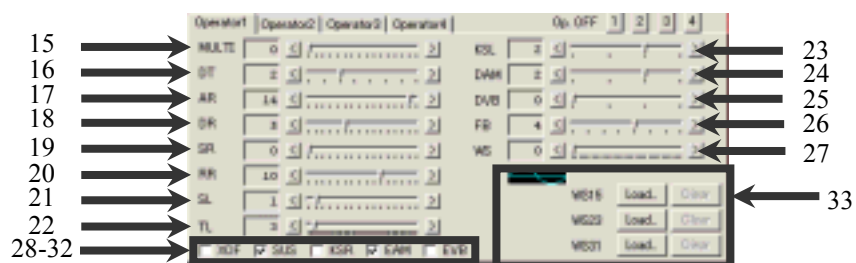 Operator1 Operator2 Operator3 Operator4 Op. OFF 1 2 3 4
15 MULTI 0 KSL 2 23
16 DT 2 DAM 2 24
17 AR 14 DVB 0 25
18 DR 3 FB 4 26
19 SR 0 WS 0 27
20 RR 10
21 SL 1 WS15 Load.. Clear 33
22 TL 3 WS23 Load.. Clear
28-32 XOF SUS KSR EAM EVB WS31 Load.. Clear